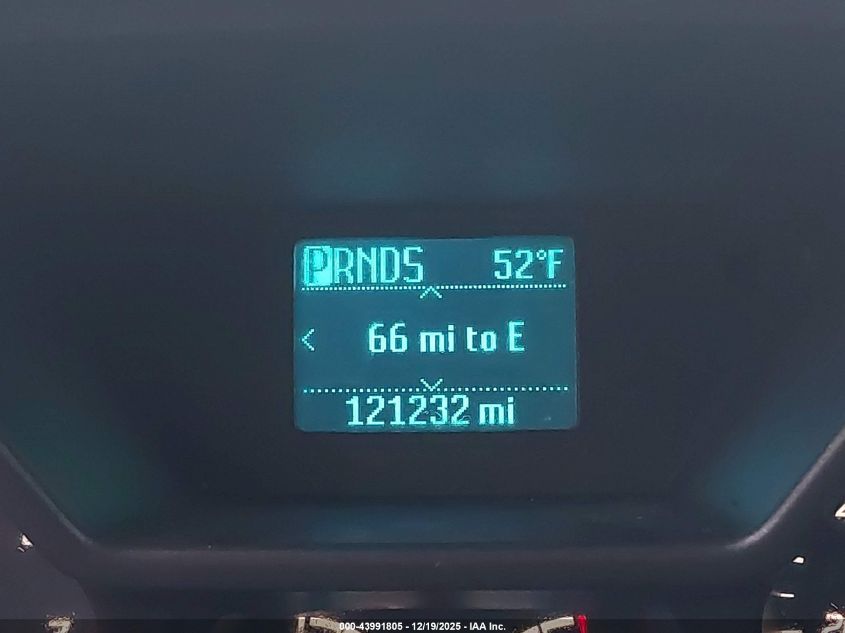 PRNDS 52°F
< 66 mi to E
121232 mi
000-43991805 - 12/19/2025 - IAA Inc.